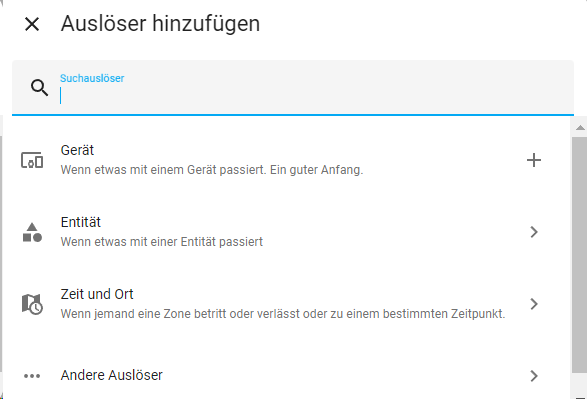 Auslöser hinzufügen
Suchauslöser
Gerät
Wenn etwas mit einem Gerät passiert. Ein guter Anfang.
Entität
Wenn etwas mit einer Entität passiert
Zeit und Ort
Wenn jemand eine Zone betritt oder verlässt oder zu einem bestimmten Zeitpunkt.
Andere Auslöser